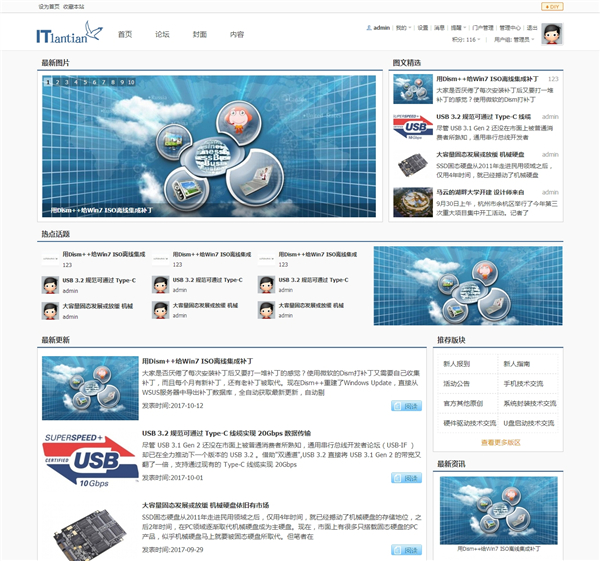 设为首页 收藏本站
ITlantian
首页 论坛 封面 内容
admin | 我的 | 设置 | 消息 | 提醒 | 门户管理 | 管理中心 | 退出
积分: 116 | 用户组: 管理员
最新图片
1 2 3 4 5 6 7 8 9 10
用Dism++给Win7 ISO离线集成补丁
图文精选
用Dism++给Win7 ISO离线集成补丁 123
大家是否厌倦了每次安装补丁后又要打一堆
补丁的感觉？使用微软的Dism打补丁
USB 3.2 规范可通过 Type-C 线缆 admin
尽管 USB 3.1 Gen 2 还没在市面上被普通消
费者所熟知，通用串行总线开发者
大容量固态发展或放缓 机械硬盘 admin
SSD固态硬盘从2011年走进民用领域之后，
仅用4年时间，就已经撼动了机械硬
马云的湖畔大学开建 设计师来自 admin
9月30日上午，杭州市余杭区举行了今年第三
次重大项目集中开工活动。记者了
热点话题
用Dism++给Win7 ISO离线集成
123
用Dism++给Win7 ISO离线集成
123
用Dism++给Win7 ISO离线集成
123
USB 3.2 规范可通过 Type-C
admin
USB 3.2 规范可通过 Type-C
admin
USB 3.2 规范可通过 Type-C
admin
大容量固态发展或放缓 机械
admin
大容量固态发展或放缓 机械
admin
大容量固态发展或放缓 机械
admin
最新更新
用Dism++给Win7 ISO离线集成补丁
大家是否厌倦了每次安装补丁后又要打一堆补丁的感觉？使用微软的Dism打补丁又需要自己收集
补丁，而且每个月有新补丁，还有老补丁被取代。现在Dism++重建了Windows Update，直接从
WSUS服务器中导出补丁数据库，全自动获取最新更新，自动剔
发表时间:2017-10-12
阅读
SUPERSPEED+
CERTIFIED USB
10Gbps
USB 3.2 规范可通过 Type-C 线缆实现 20Gbps 数据传输
尽管 USB 3.1 Gen 2 还没在市面上被普通消费者所熟知，通用串行总线开发者论坛（USB-IF ）
却已在全力推动下一个版本的 USB 3.2 。借助"双通道",USB 3.2 直接将 USB 3.1 Gen 2 的带宽又
翻了一倍，支持通过现有的 Type-C 线缆实现 20Gbps
发表时间:2017-10-01
阅读
大容量固态发展或放缓 机械硬盘依旧有市场
SSD固态硬盘从2011年走进民用领域之后，仅用4年时间，就已经撼动了机械硬盘的存储地位，之
后2年时间，在PC领域逐渐取代机械硬盘成为主硬盘。现在，市面上有很多只搭载固态硬盘的PC
产品，似乎机械硬盘马上就要被固态硬盘所取代。但笔者在
发表时间:2017-09-29
阅读
推荐版块
新人报到 新人指南
活动公告 手机技术交流
官方其他原创 系统封装技术交流
硬件驱动技术交流 U盘启动技术交流
查看更多版区
最新资讯
用Dism++给Win7 ISO离线集成补丁